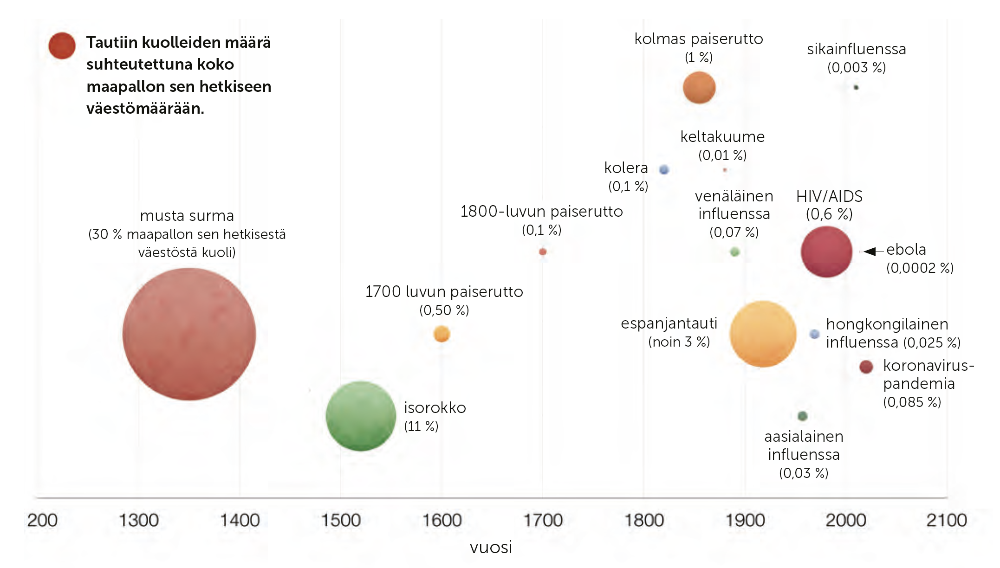 Tautiin kuolleiden määrä
suhteutettuna koko
maapallon sen hetkiseen
väestömäärään.
kolmas paiserutto
(1 %)
sikainfluenssa
(0,003 %)
keltakuume
(0,01 %)
kolera
(0,1 %)
venäläinen
influenssa
(0,07 %)
HIV/AIDS
(0,6 %)
1800-luvun paiserutto
(0,1 %)
musta surma
(30 % maapallon sen hetkisestä
väestöstä kuoli)
ebola
(0,0002 %)
1700 luvun paiserutto
(0,50 %)
espanjantauti
(noin 3 %)
hongkongilainen
influenssa (0,025 %)
koronavirus-
pandemia
(0,085 %)
isorokko
(11 %)
aasialainen
influenssa
(0,03 %)
200 1300 1400 1500 1600 1700 1800 1900 2000 2100
vuosi